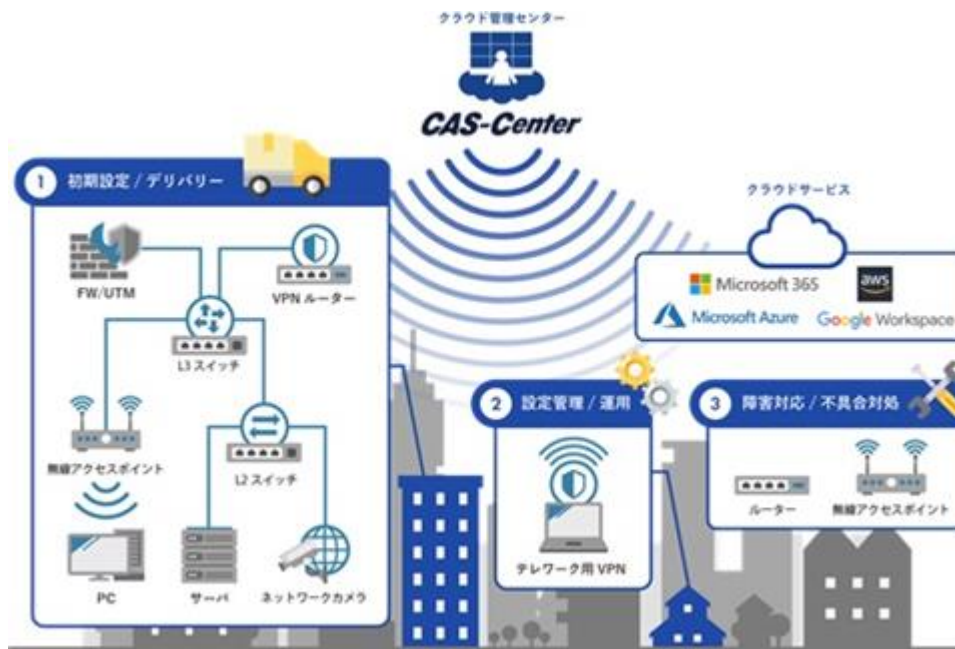 クラウド管理センター
CAS-Center
1 初期設定 / デリバリー
FW/UTM
VPN ルーター
L3 スイッチ
無線アクセスポイント
L2 スイッチ
PC
サーバ
ネットワークカメラ
クラウドサービス
Microsoft 365
aws
Microsoft Azure
Google Workspace
2 設定管理 / 運用
テレワーク用 VPN
3 障害対応 / 不具合対処
ルーター
無線アクセスポイント